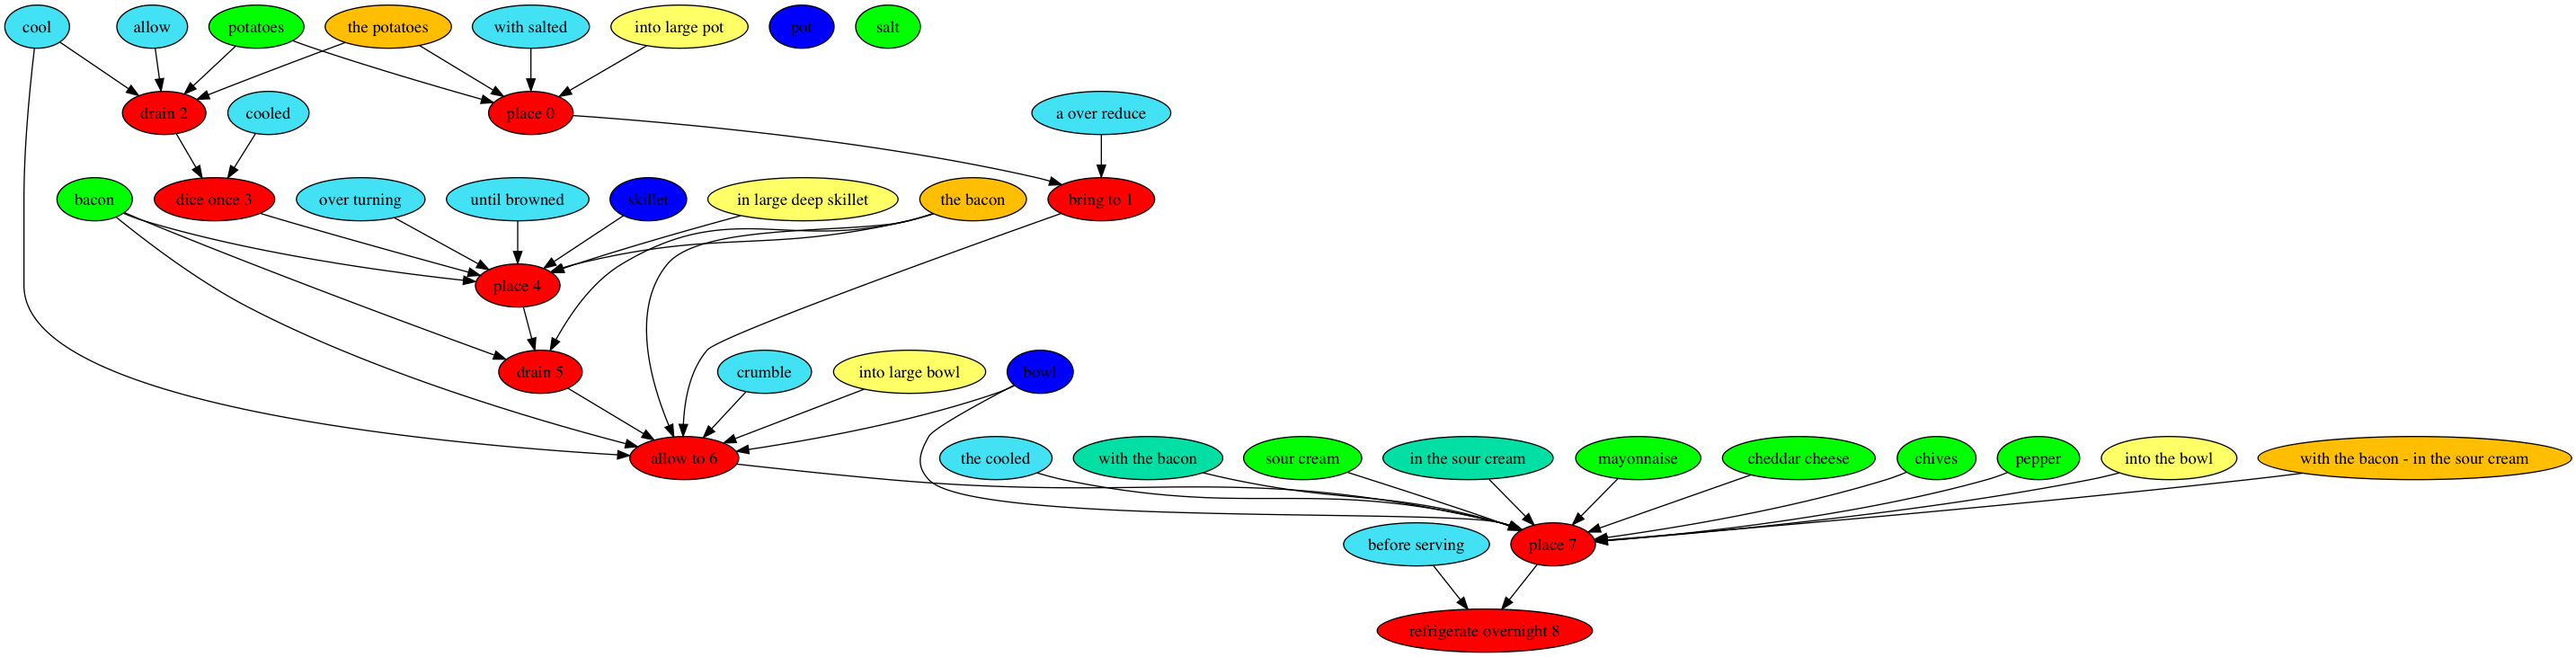 cool
allow
potatoes
the potatoes
with salted
into large pot
pot
salt
drain 2
cooled
place 0
a over reduce
bacon
dice once 3
over turning
until browned
skillet
in large deep skillet
the bacon
bring to 1
place 4
drain 5
crumble
into large bowl
bowl
allow to 6
the cooled
with the bacon
sour cream
in the sour cream
mayonnaise
cheddar cheese
chives
pepper
into the bowl
with the bacon - in the sour cream
before serving
place 7
refrigerate overnight 8